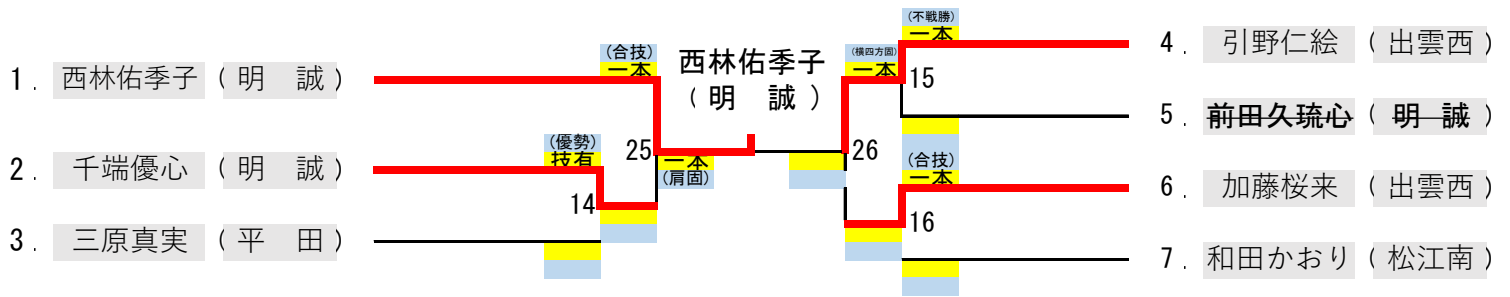 1. 西林佑季子 (明 誠)
2. 千端優心 (明 誠)
3. 三原真実 (平 田)
(合技)
一本
25
(優勢)
技有
14
西林佑季子
(明 誠)
一本
(肩固)
(横四方固)
一本
26
(不戦勝)
一本
15
(合技)
一本
16
4. 引野仁絵 (出雲西)
5. 前田久琉心 (明 誠)
6. 加藤桜来 (出雲西)
7. 和田かおり (松江南)